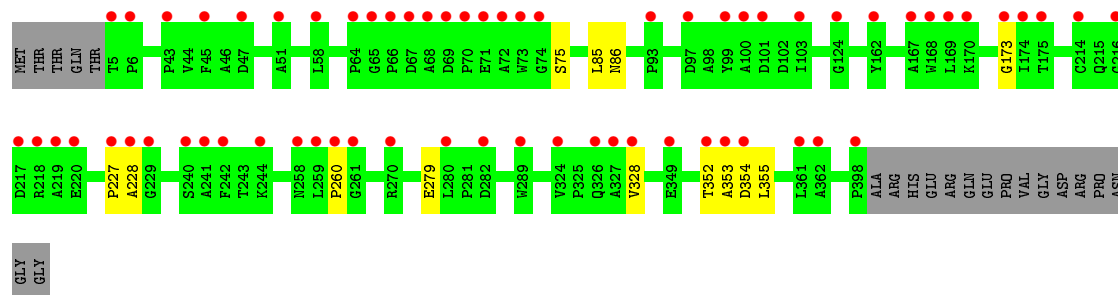 MET THR THR GLN THR T5 P6 P43 V44 F45 A46 D47 A51 L58 P64 G65 P66 D67 A68 D69 P70 E71 A72 W73 G74 S75 L85 N86 P93 D97 A98 Y99 A100 D101 D102 I103 G124 Y162 A167 W168 L169 K170 G173 I174 T175 C214 Q215
D217 R218 A219 E220 P227 A228 G229 S240 A241 F242 T243 K244 N258 L259 P260 G261 R270 E279 L280 P281 D282 W289 V324 P325 Q326 A327 V328 E349 T352 A353 D354 L355 L361 A362 P398 ALA ARG HIS GLU ARG GLN GLU PRO VAL GLY ASP ARG PRO
GLY GLY